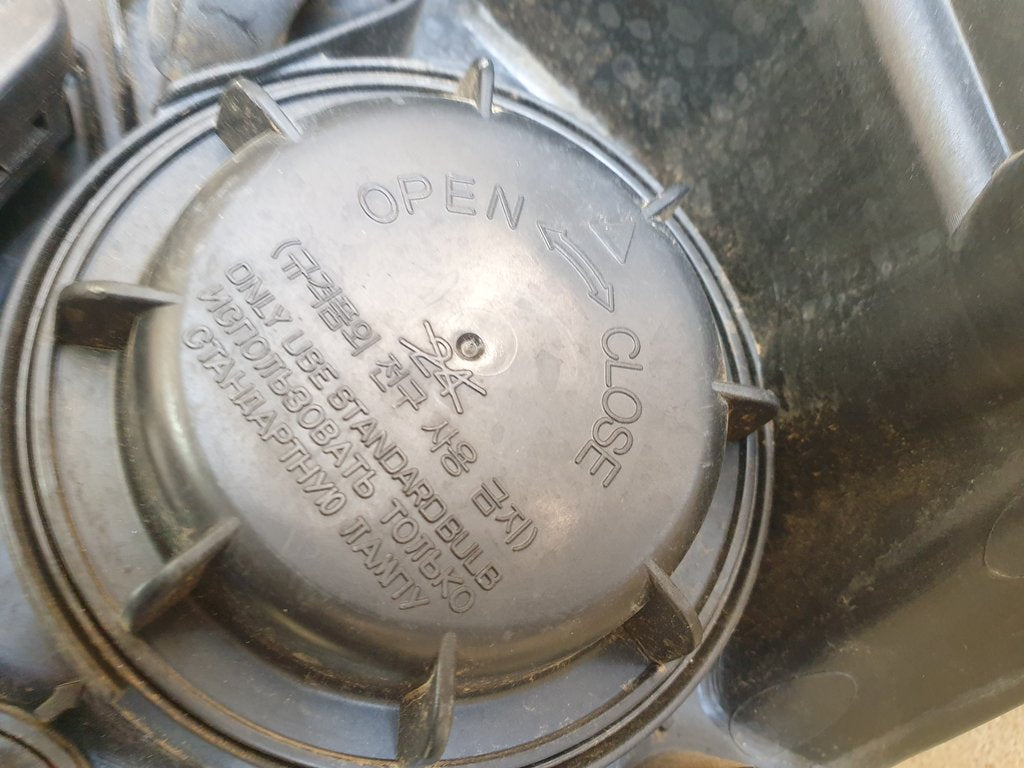 OPEN
CLOSE
(규격품의 전구 사용 금지)
ONLY USE STANDARD BULB
ИСПОЛЬЗОВАТЬ ТОЛЬКО
СТАНДАРТНУЮ ЛАМПУ